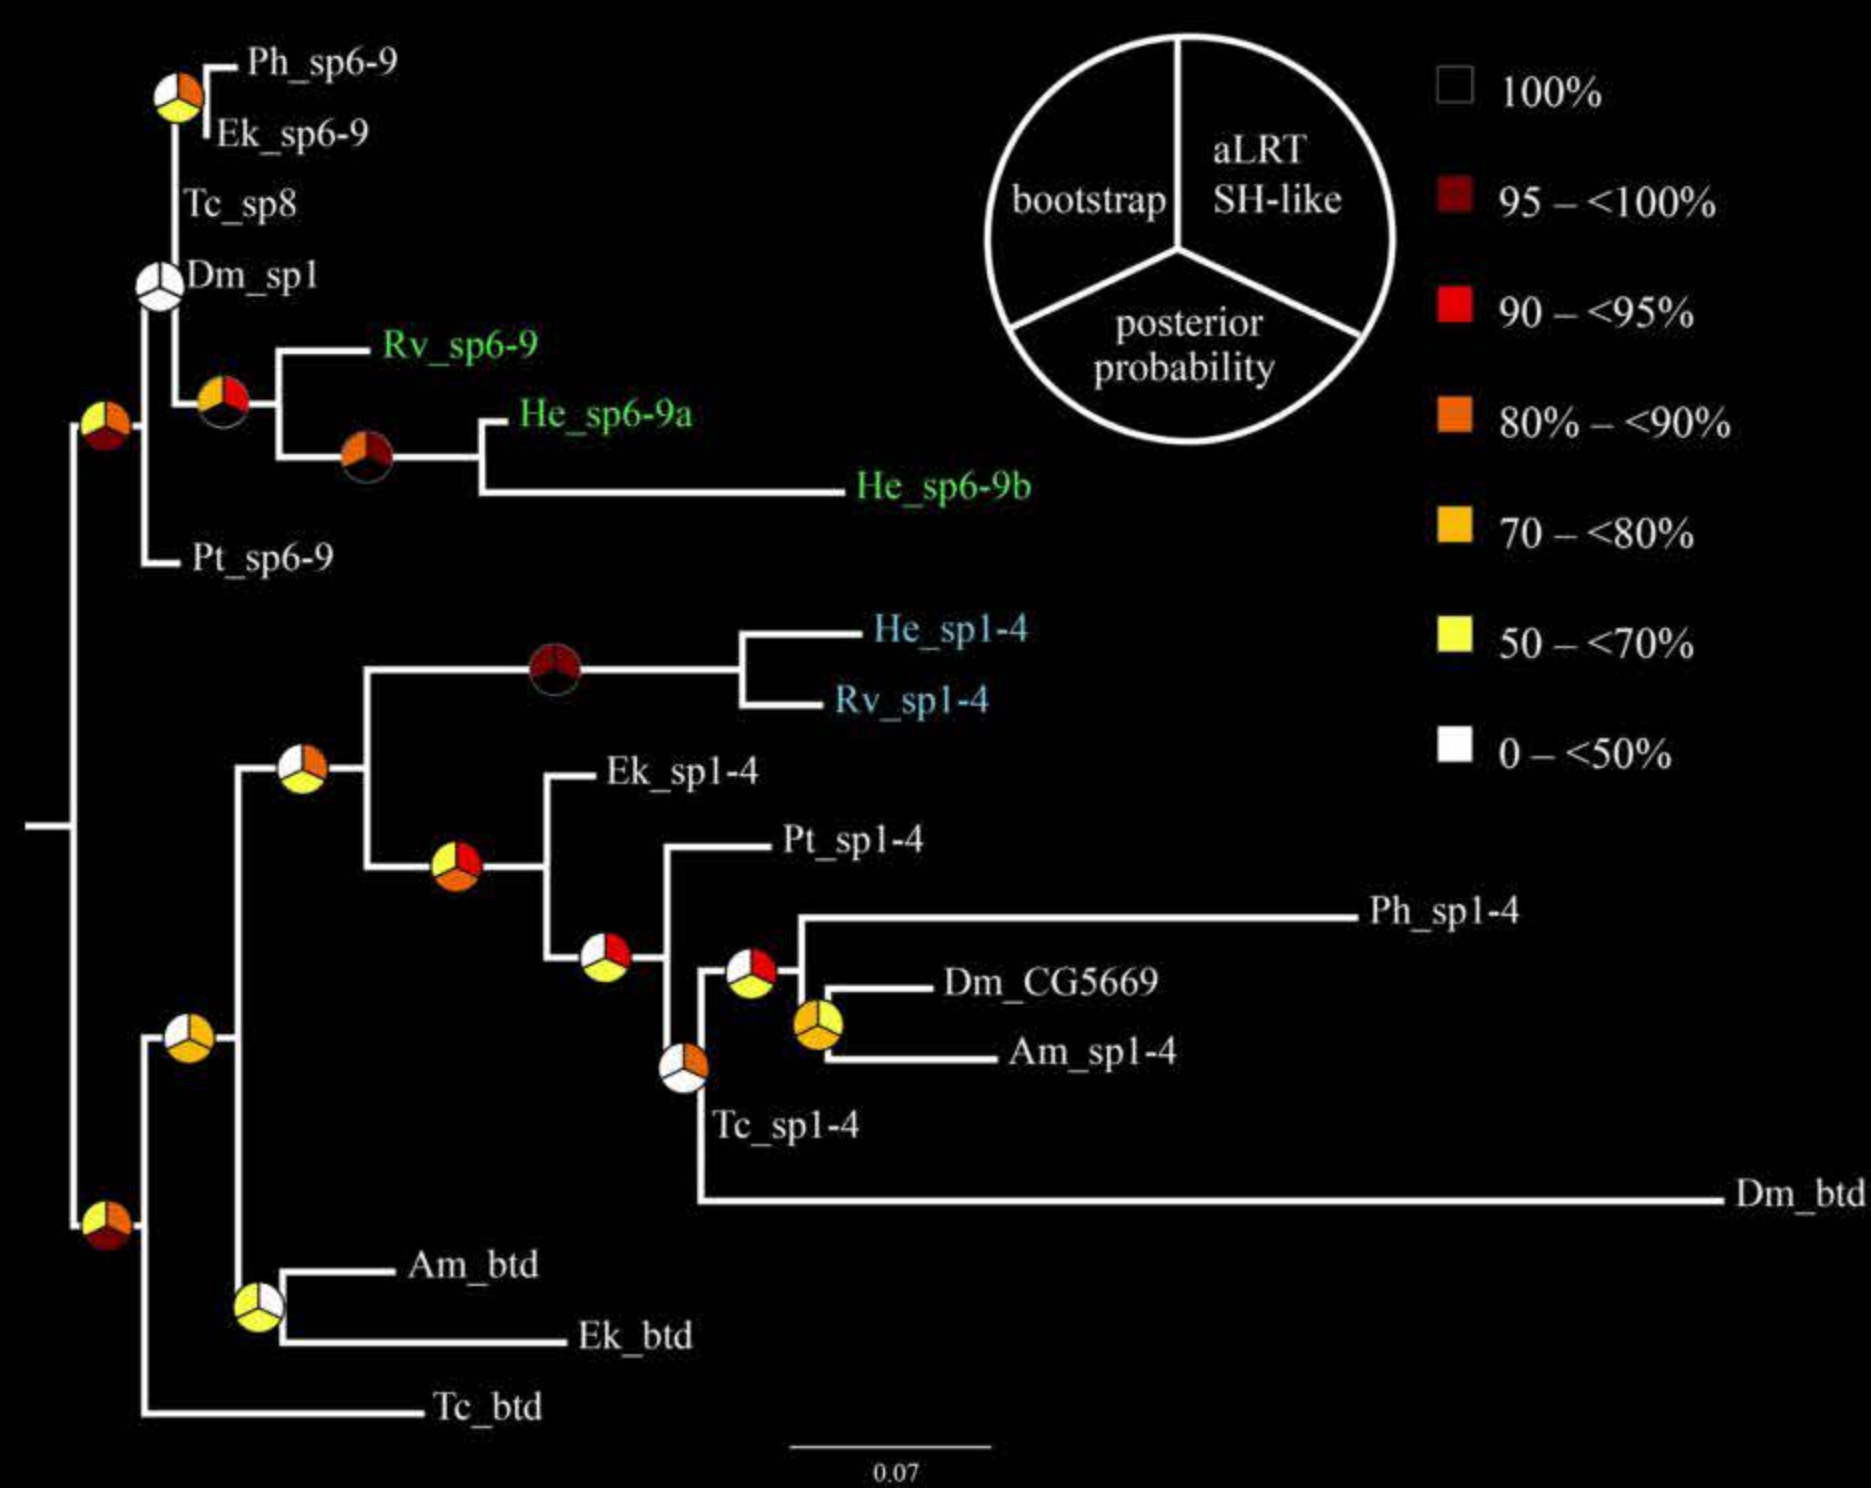 Ph_sp6-9
Ek_sp6-9
Tc_sp8
Dm_sp1
Rv_sp6-9
He_sp6-9a
He_sp6-9b
Pt_sp6-9
He_sp1-4
Rv_sp1-4
Ek_sp1-4
Pt_sp1-4
Ph_sp1-4
Dm_CG5669
Am_sp1-4
Tc_sp1-4
Dm_btd
Am_btd
Ek_btd
Tc_btd
0.07
bootstrap
aLRT
SH-like
posterior
probability
100%
95 – <100%
90 – <95%
80% – <90%
70 – <80%
50 – <70%
0 – <50%